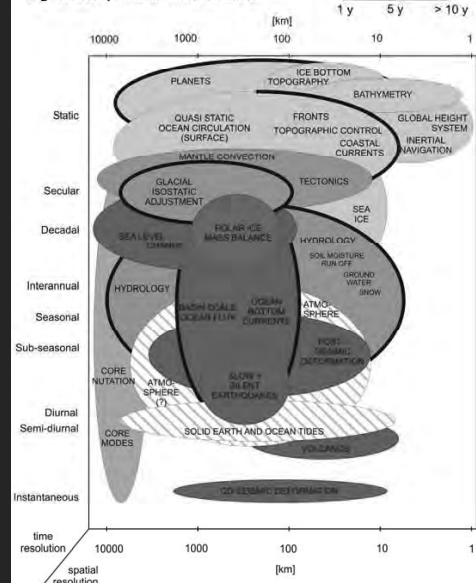 1 y 5 y > 10 y
[km]
10000 1000 100 10 1
PLANETS
ICE BOTTOM
TOPOGRAPHY
BATHYMETRY
Static
QUASI STATIC
OCEAN CIRCULATION
(SURFACE)
FRONTS
TOPOGRAPHIC CONTROL
COASTAL
CURRENTS
GLOBAL HEIGHT
SYSTEM
INERTIAL
NAVIGATION
MANTLE CONVECTION
Secular
GLACIAL
ISOSTATIC
ADJUSTMENT
TECTONICS
SEA
ICE
Decadal
SEA LEVEL
CHANGE
POLAR ICE
MASS BALANCE
HYDROLOGY
SOIL MOISTURE
RUN OFF
GROUND
WATER
SNOW
Interannual
HYDROLOGY
BASIN SCALE
OCEAN FLUX
OCEAN
BOTTOM
CURRENTS
ATMO-
SPHERE
Seasonal
Sub-seasonal
POST-
SEISMIC
DEFORMATION
CORE
NUTATION
ATMO-
SPHERE
(?)
SLOW +
SILENT
EARTHQUAKES
Diurnal
Semi-diurnal
CORE
MODES
SOLID EARTH AND OCEAN TIDES
VOLCANOS
Instantaneous
CO-SEISMIC DEFORMATION
time
resolution
10000 1000 100 10 1
spatial
resolution
[km]